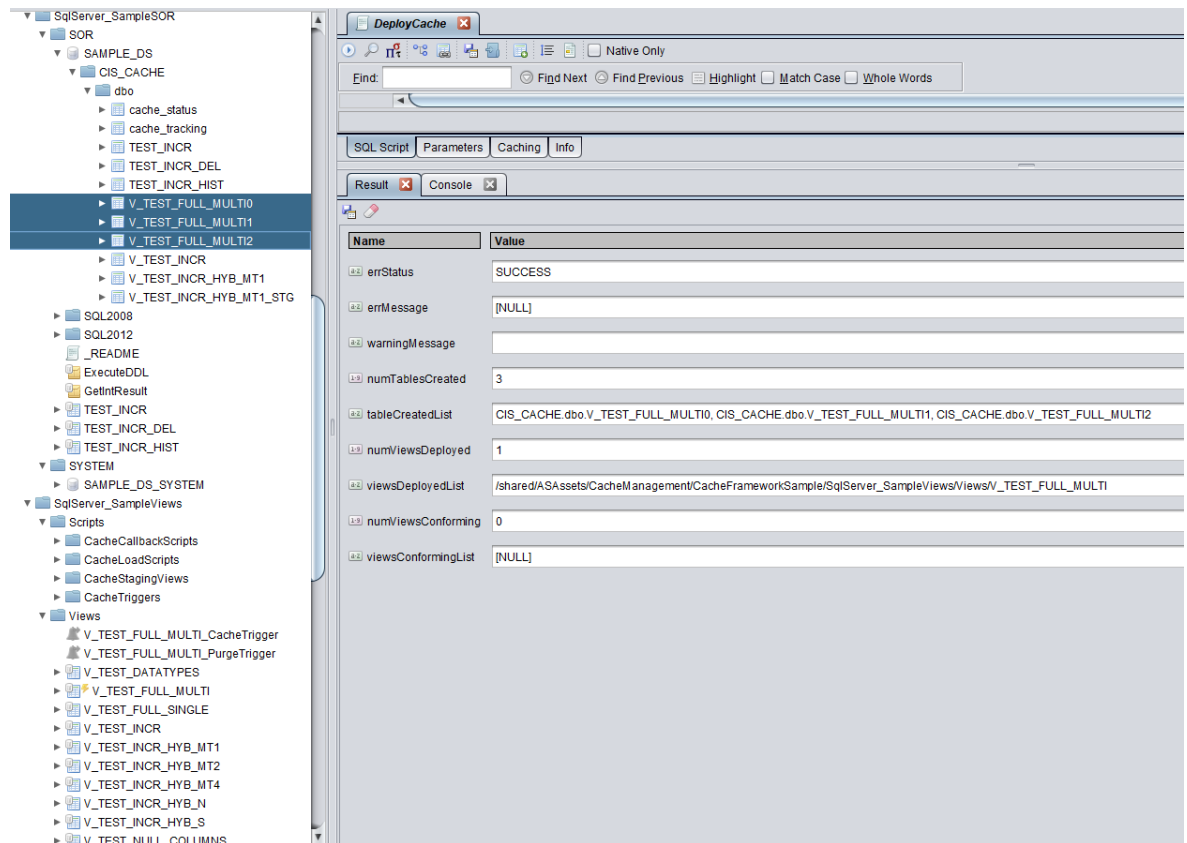 SqlServer_SampleSOR
SOR
SAMPLE_DS
CIS_CACHE
dbo
cache_status
cache_tracking
TEST_INCR
TEST_INCR_DEL
TEST_INCR_HIST
V_TEST_FULL_MULTI0
V_TEST_FULL_MULTI1
V_TEST_FULL_MULTI2
V_TEST_INCR
V_TEST_INCR_HYB_MT1
V_TEST_INCR_HYB_MT1_STG
SQL2008
SQL2012
_README
ExecuteDDL
GetIntResult
TEST_INCR
TEST_INCR_DEL
TEST_INCR_HIST
SYSTEM
SAMPLE_DS_SYSTEM
SqlServer_SampleViews
Scripts
CacheCallbackScripts
CacheLoadScripts
CacheStagingViews
CacheTriggers
Views
V_TEST_FULL_MULTI_CacheTrigger
V_TEST_FULL_MULTI_PurgeTrigger
V_TEST_DATATYPES
V_TEST_FULL_MULTI
V_TEST_FULL_SINGLE
V_TEST_INCR
V_TEST_INCR_HYB_MT1
V_TEST_INCR_HYB_MT2
V_TEST_INCR_HYB_MT4
V_TEST_INCR_HYB_N
V_TEST_INCR_HYB_S
V_TEST_NULL_COLUMNS
DeployCache
Native Only
Find: Find Next Find Previous Highlight Match Case Whole Words
SQL Script Parameters Caching Info
Result Console
Name Value
errStatus SUCCESS
errMessage [NULL]
warningMessage
numTablesCreated 3
tableCreatedList CIS_CACHE.dbo.V_TEST_FULL_MULTI0, CIS_CACHE.dbo.V_TEST_FULL_MULTI1, CIS_CACHE.dbo.V_TEST_FULL_MULTI2
numViewsDeployed 1
viewsDeployedList /shared/ASAssets/CacheManagement/CacheFrameworkSample/SqlServer_SampleViews/Views/V_TEST_FULL_MULTI
numViewsConforming 0
viewsConformingList [NULL]